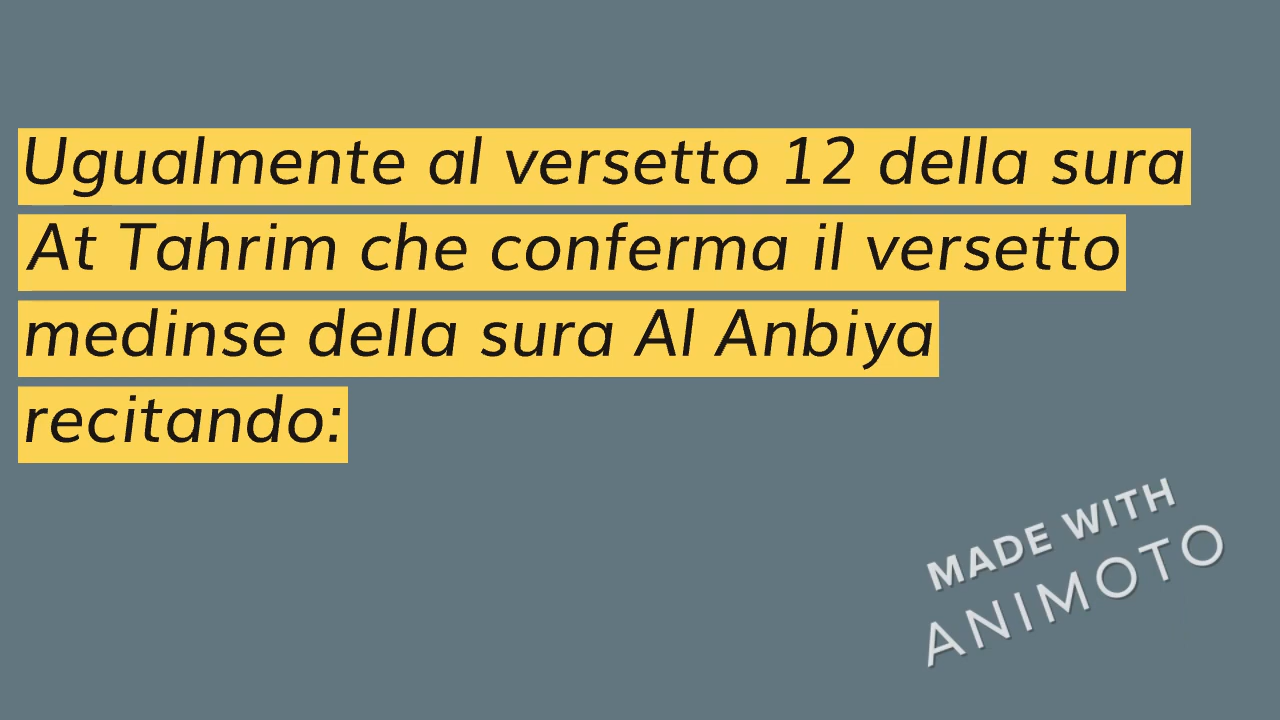 Ugualmente al versetto 12 della sura
At Tahrim che conferma il versetto
medinse della sura Al Anbiya
recitando:
MADE WITH
ANIMOTO